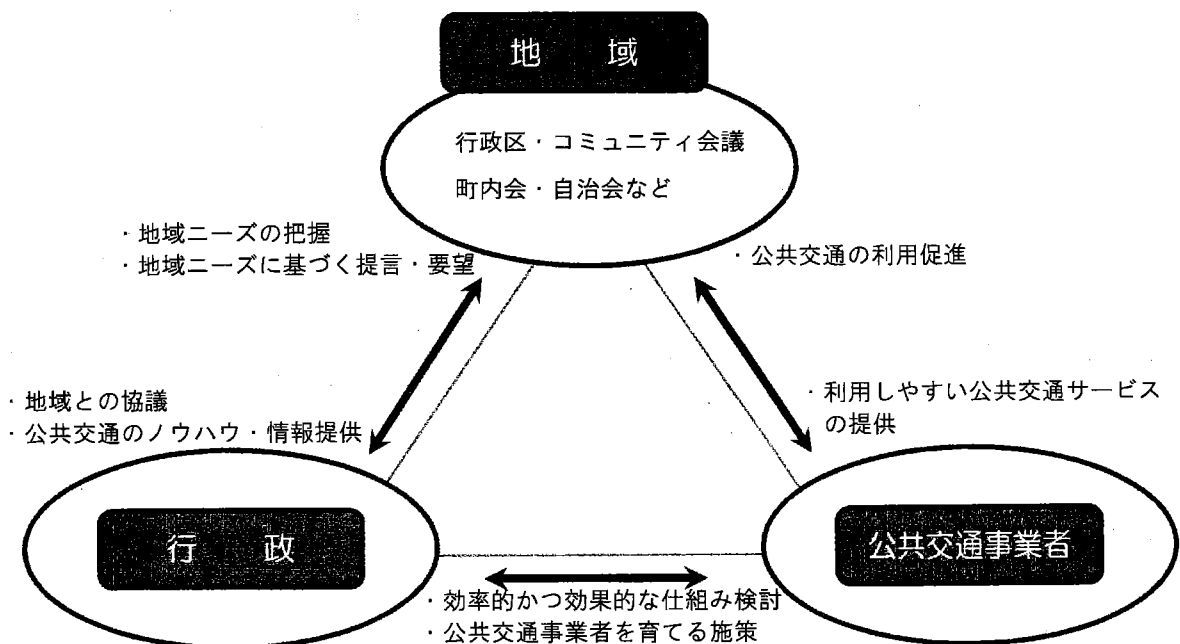 地　域
行政区・コミュニティ会議
町内会・自治会など
・地域ニーズの把握
・地域ニーズに基づく提言・要望
・公共交通の利用促進
・地域との協議
・公共交通のノウハウ・情報提供
・利用しやすい公共交通サービス
の提供
行　政
公共交通事業者
・効率的かつ効果的な仕組み検討
・公共交通事業者を育てる施策